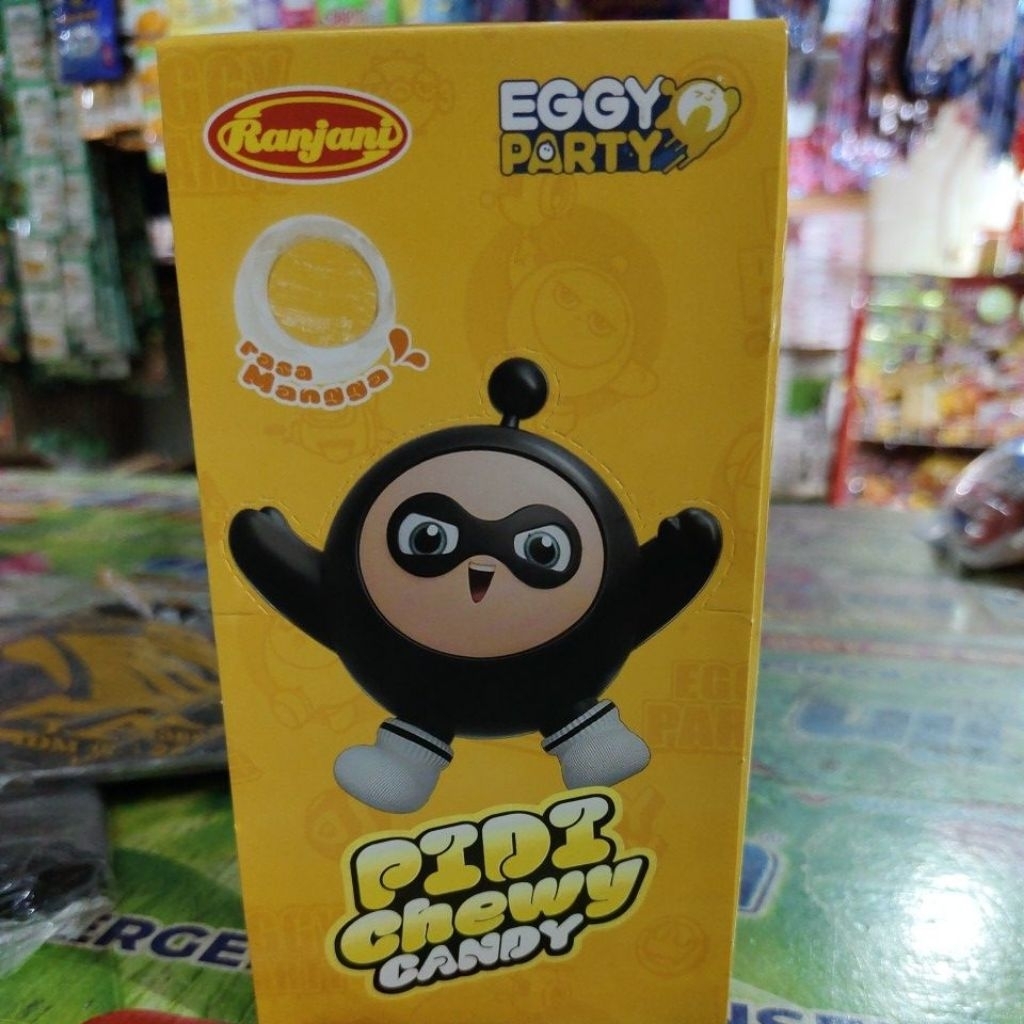 Ranjani
EGGY
PARTY
rasa
Mangga
PIDI
Chewy
CANDY